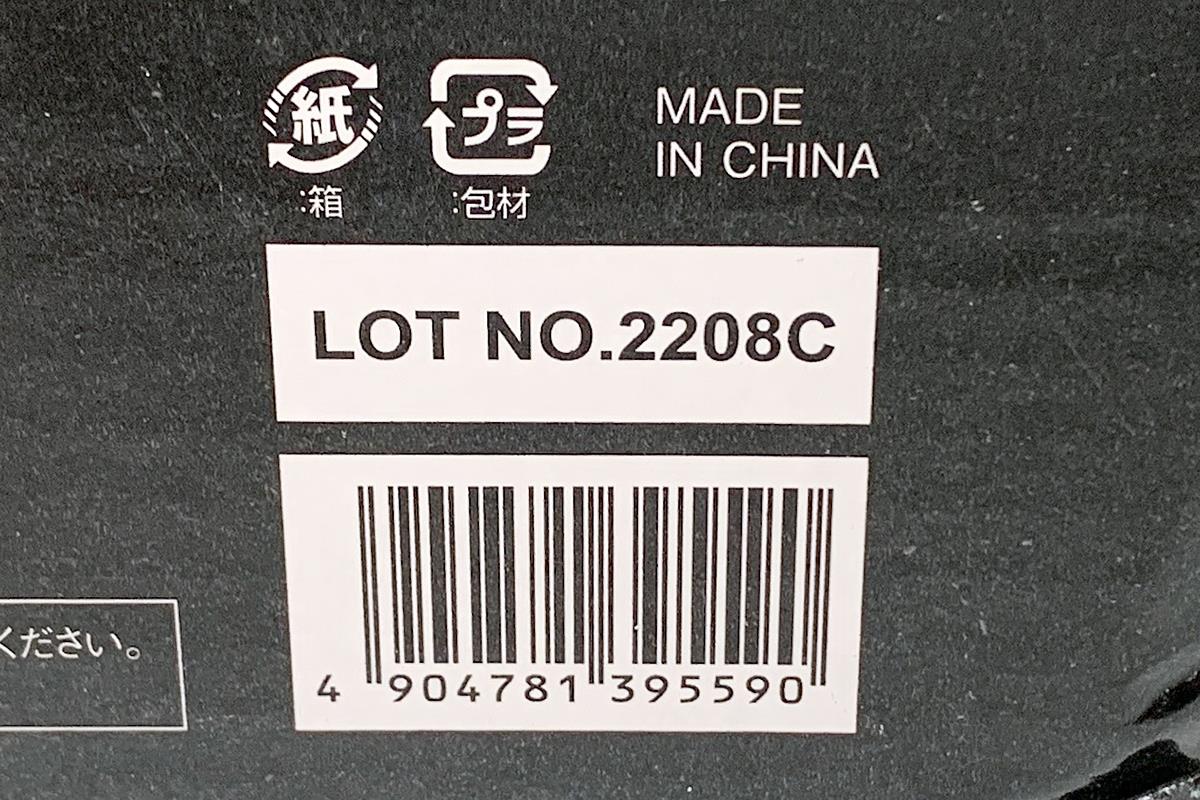 紙 プラ
:箱 :包材
MADE
IN CHINA
LOT NO.2208C
4 904781 395590
ください。